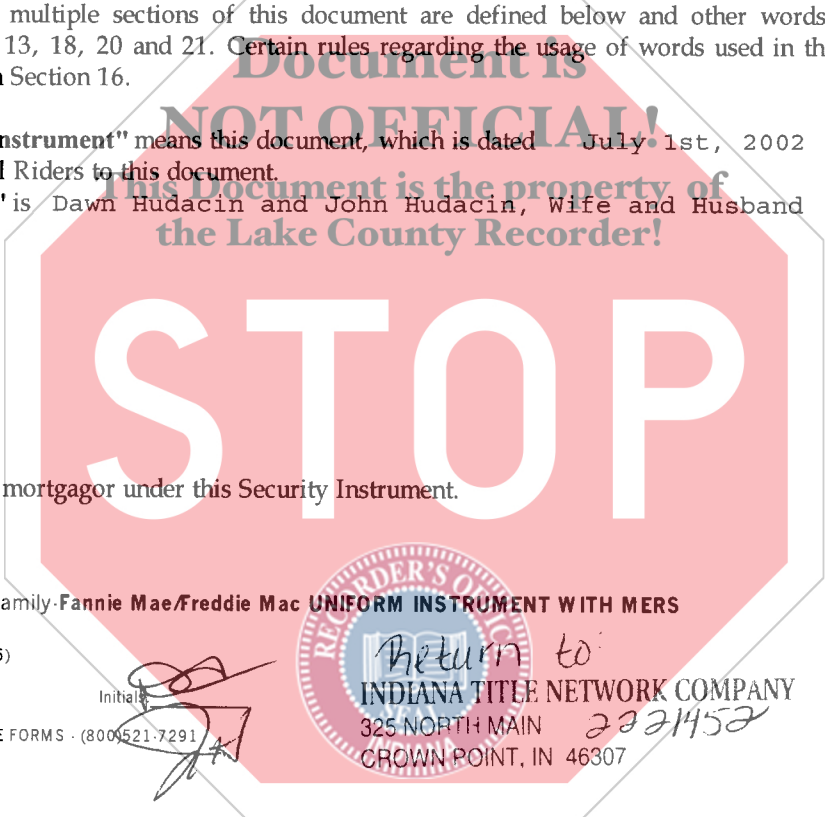 multiple sections of this document are defined below and other words
13, 18, 20 and 21. Certain rules regarding the usage of words used in th
Section 16.
Document is
NOT OFFICIAL!
nstrument" means this document, which is dated July 1st, 2002
Riders to this document.
This Document is the property of
" is Dawn Hudacin and John Hudacin, Wife and Husband
the Lake County Recorder!
STOP
mortgagor under this Security Instrument.
RECORDER'S OFFIC
amily-Fannie Mae/Freddie Mac UNIFORM INSTRUMENT WITH MERS
)
Return to
Initials
INDIANA TITLE NETWORK COMPANY
SEAL
325 NORTH MAIN 2221452
E FORMS - (800)521-7291
INDIANA
CROWN POINT, IN 46307